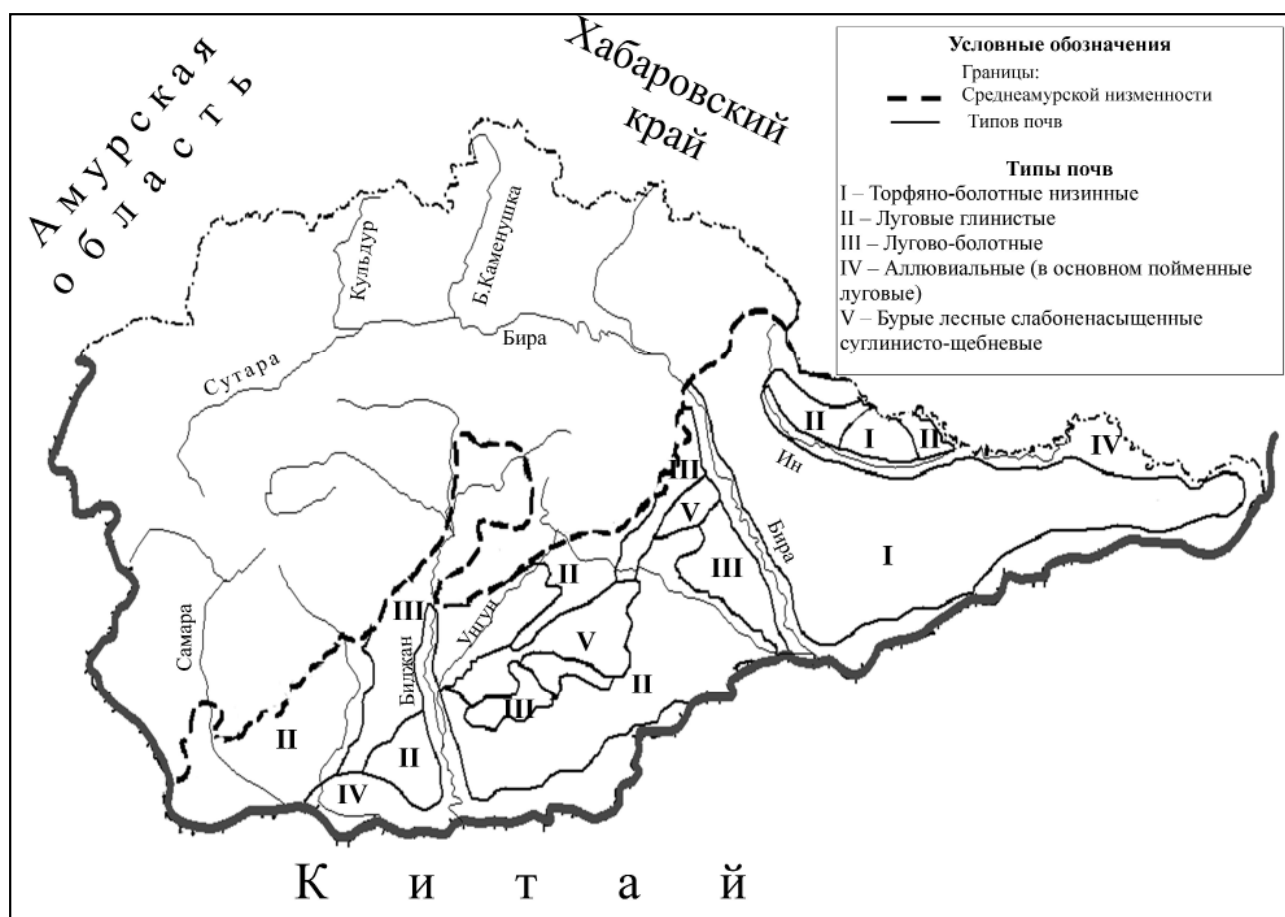 Амурская
область
Хабаровский
край
Условные обозначения
Границы:
Среднеамурской низменности
Типов почв
Типы почв
I – Торфяно-болотные низинные
II – Луговые глинистые
III – Лугово-болотные
IV – Аллювиальные (в основном пойменные
луговые)
V – Бурые лесные слабоненасыщенные
суглинисто-щебневые
Кульдур
Б.Каменушка
Бира
Сутара
II
I
II
IV
Ин
III
V
Бира
I
III
II
III
Унгун
V
Самара
Биджан
II
III
II
II
IV
Китай